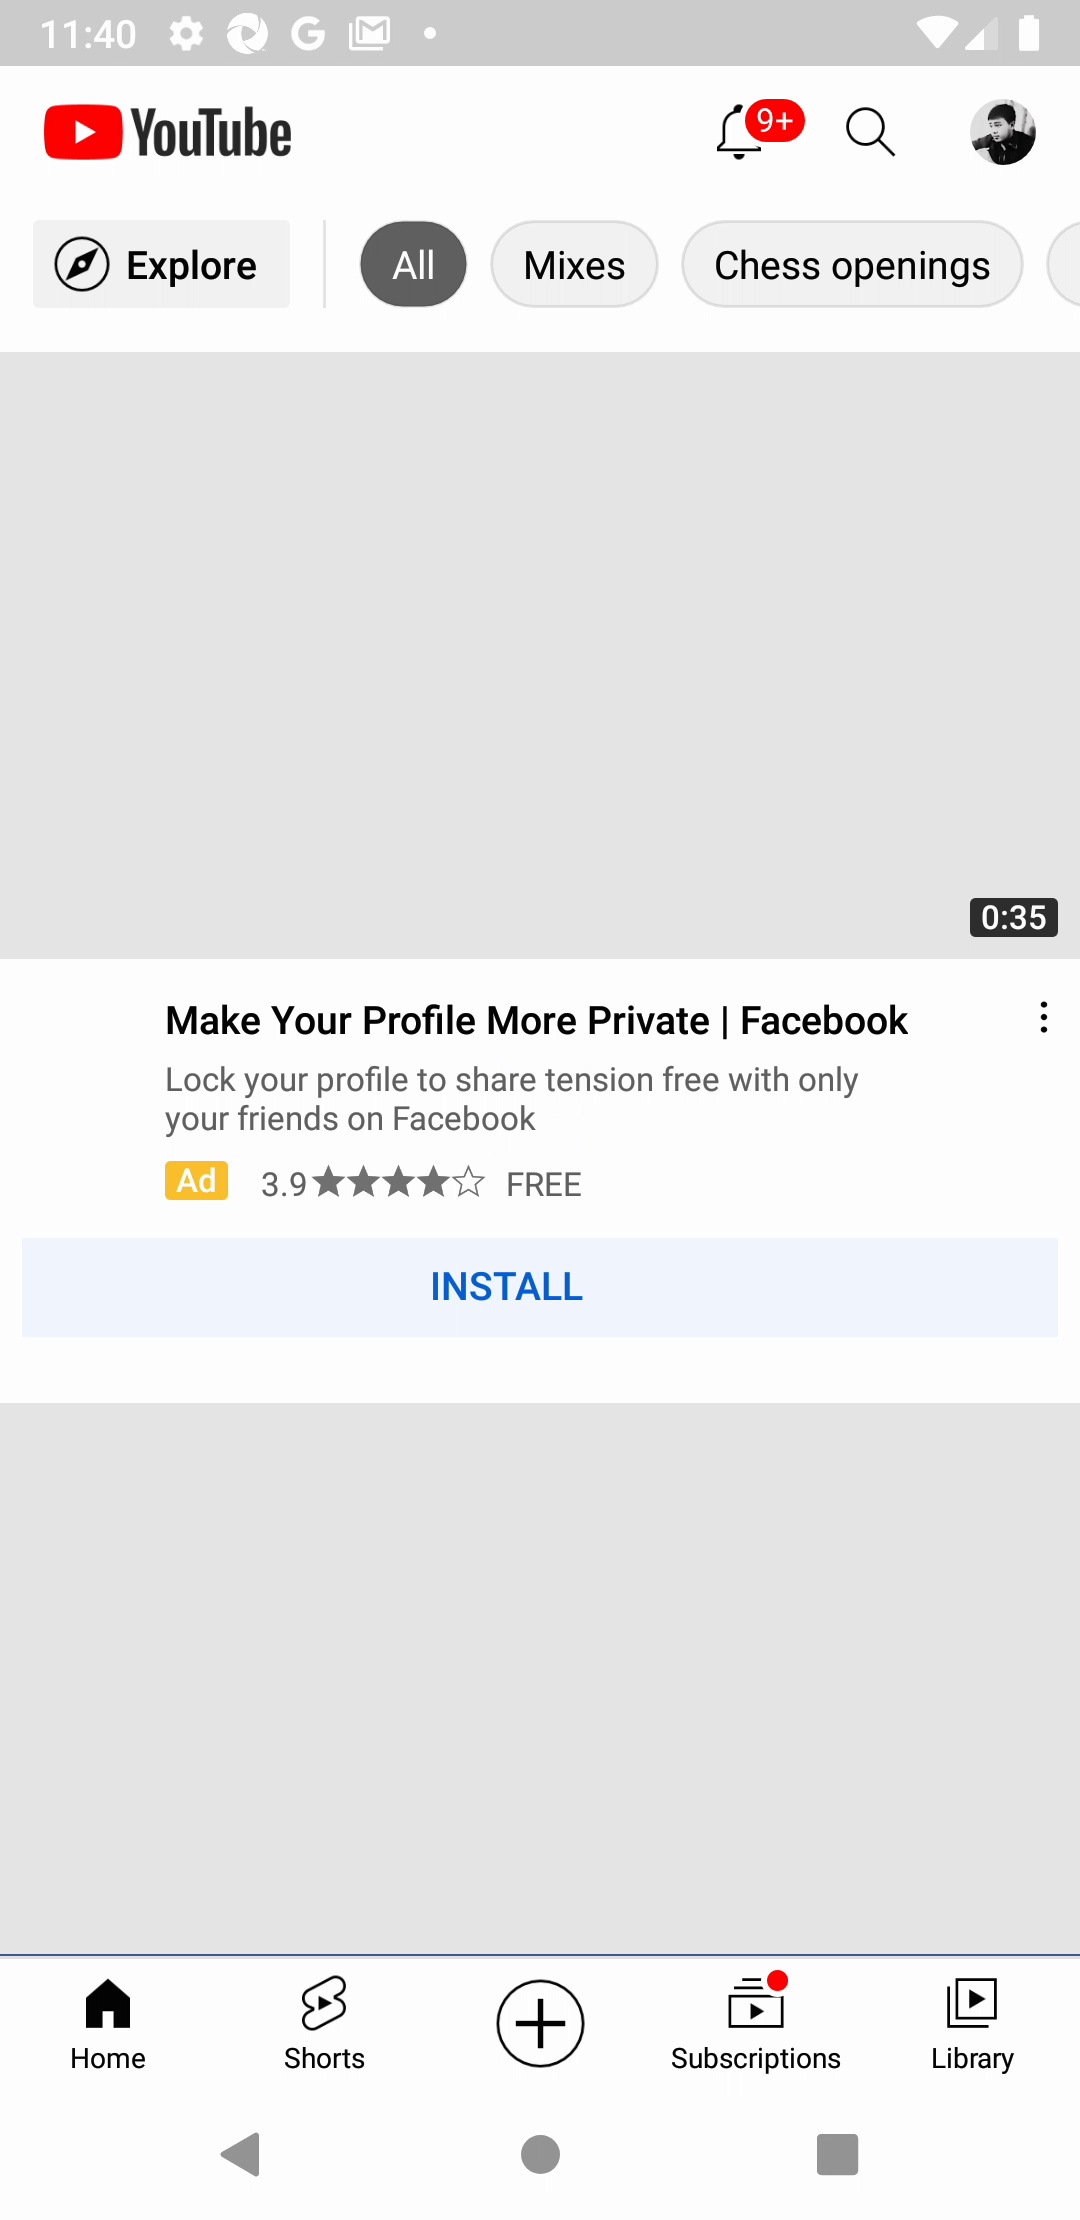 11:40
YouTube
9+
Explore
All
Mixes
Chess openings
0:35
Make Your Profile More Private | Facebook
Lock your profile to share tension free with only
your friends on Facebook
Ad 3.9 FREE
INSTALL
Home
Shorts
Subscriptions
Library